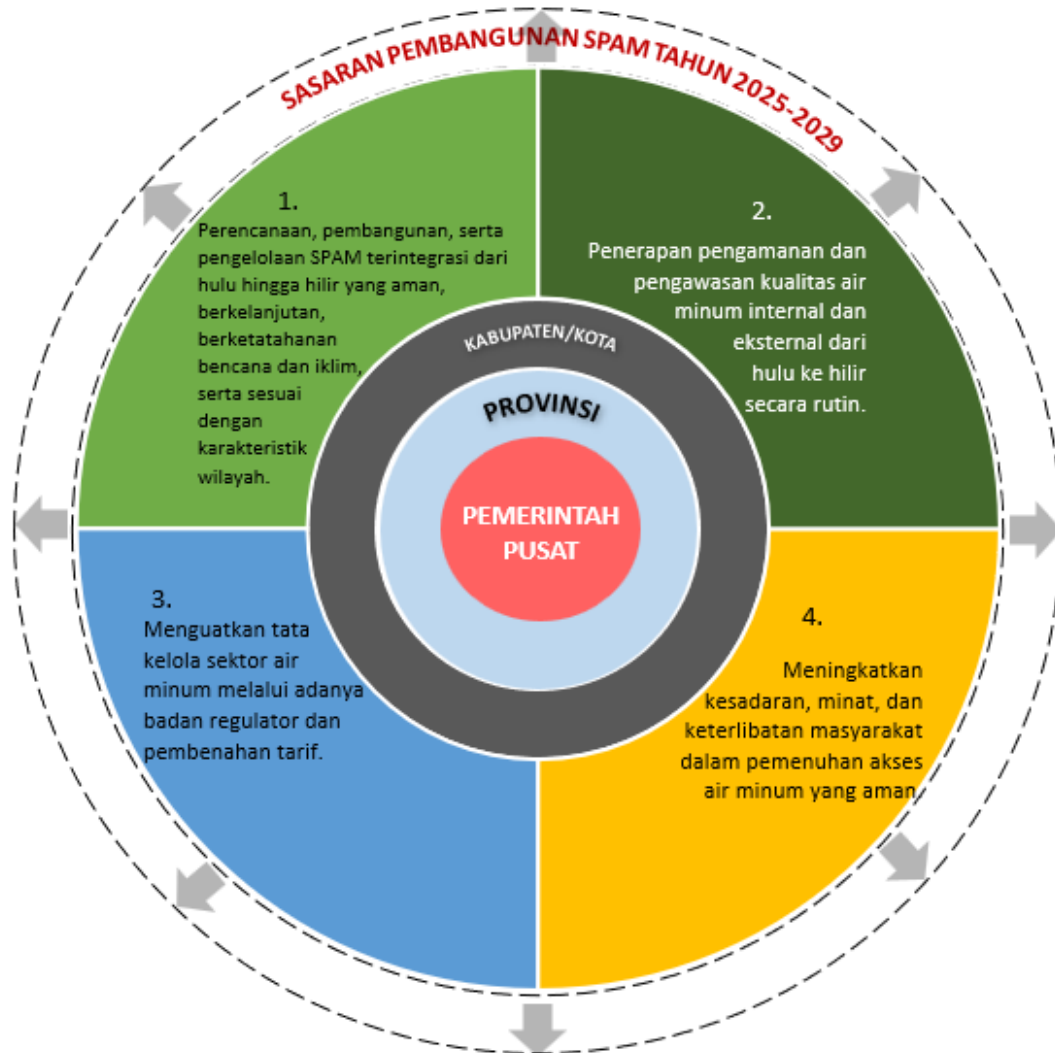 SASARAN PEMBANGUNAN SPAM TAHUN 2025-2029
1.
Perencanaan, pembangunan, serta
pengelolaan SPAM terintegrasi dari
hulu hingga hilir yang aman,
berkelanjutan,
berketatahanan
bencana dan iklim,
serta sesuai
dengan
karakteristik
wilayah.
2.
Penerapan pengamanan dan
pengawasan kualitas air
minum internal dan
eksternal dari
hulu ke hilir
secara rutin.
KABUPATEN/KOTA
PROVINSI
PEMERINTAH
PUSAT
3.
Menguatkan tata
kelola sektor air
minum melalui adanya
badan regulator dan
pembenahan tarif.
4.
Meningkatkan
kesadaran, minat, dan
keterlibatan masyarakat
dalam pemenuhan akses
air minum yang aman.